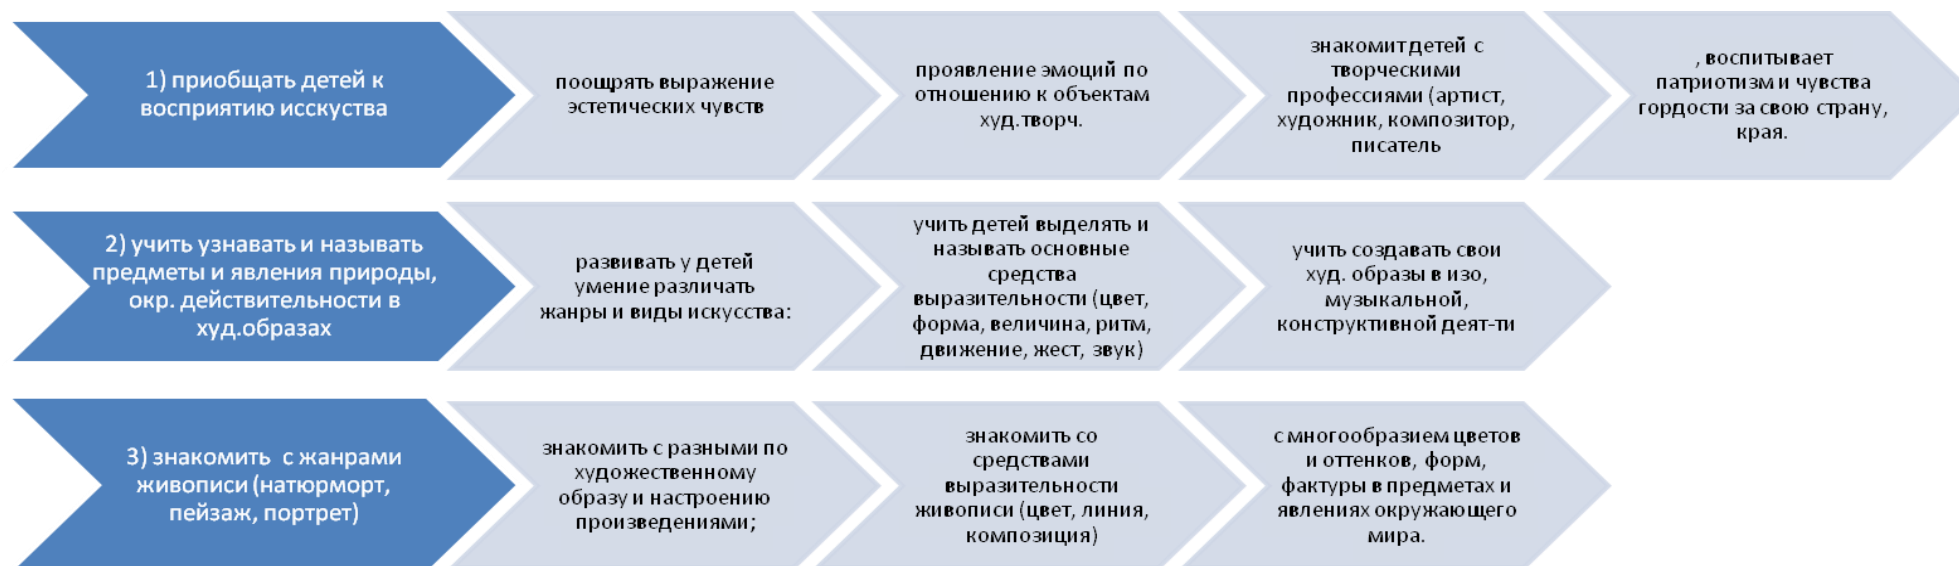 1) приобщать детей к
восприятию исскуства
поощрять выражение
эстетических чувств
проявление эмоций по
отношению к объектам
худ.творч.
знакомит детей с
творческими
профессиями (артист,
художник, композитор,
писатель
, воспитывает
патриотизм и чувства
гордости за свою страну,
края.
2) учить узнавать и называть
предметы и явления природы,
окр. действительности в
худ.образах
развивать у детей
умение различать
жанры и виды искусства:
учить детей выделять и
называть основные
средства
выразительности (цвет,
форма, величина, ритм,
движение, жест, звук)
учить создавать свои
худ. образы в изо,
музыкальной,
конструктивной деят-ти
3) знакомить с жанрами
живописи (натюрморт,
пейзаж, портрет)
знакомить с разными по
художественному
образу и настроению
произведениями;
знакомить со
средствами
выразительности
живописи (цвет, линия,
композиция)
с многообразием цветов
и оттенков, форм,
фактуры в предметах и
явлениях окружающего
мира.